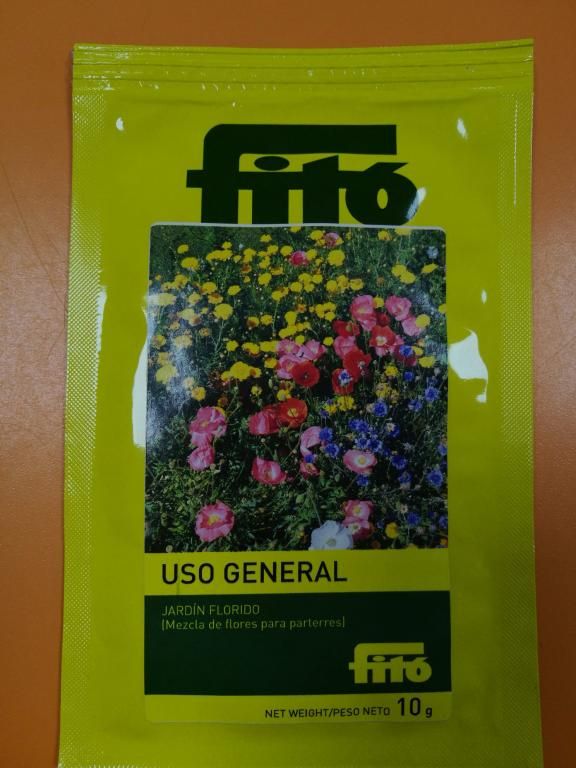 fitó
USO GENERAL
JARDÍN FLORIDO
(Mezcla de flores para parterres)
fitó
NET WEIGHT/PESO NETO 10 g